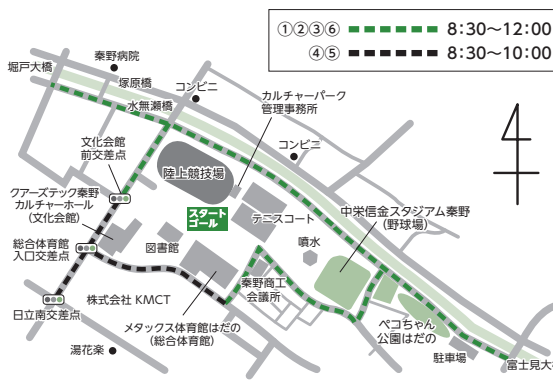 ①②③⑥ 8:30～12:00
④⑤ 8:30～10:00
秦野病院
堀戸大橋
塚原橋
コンビニ
水無瀬橋
カルチャーパーク
管理事務所
コンビニ
文化会館
前交差点
陸上競技場
クアーズテック秦野
カルチャーホール
（文化会館）
スタート
ゴール
テニスコート
中栄信金スタジアム秦野
（野球場）
総合体育館
入口交差点
図書館
噴水
秦野商工
会議所
株式会社 KMCT
日立南交差点
メタックス体育館はだの
（総合体育館）
ペコちゃん
公園はだの
湯花楽
駐車場
富士見大